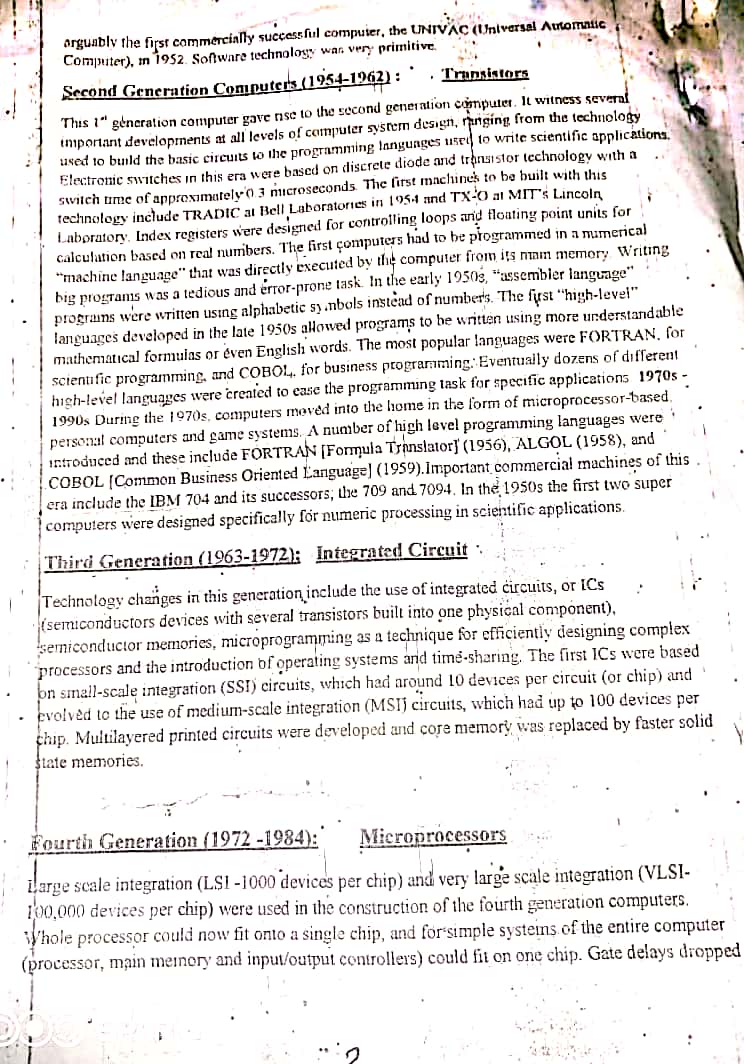 arguably the first commercially successful computer, the UNIVAC (Universal Automatic
Computer), in 1952. Software technology was very primitive.
Second Generation Computers (1954-1962) : Transistors
This 1st generation computer gave rise to the second generation computer. It witness several
important developments at all levels of computer system design, ranging from the technology
used to build the basic circuits to the programming languages used to write scientific applications.
Electronic switches in this era were based on discrete diode and transistor technology with a
switch time of approximately 0.3 microseconds. The first machines to be built with this
technology include TRADIC at Bell Laboratories in 1954 and TX-O at MIT's Lincoln
Laboratory. Index registers were designed for controlling loops and floating point units for
calculation based on real numbers. The first computers had to be programmed in a numerical
"machine language" that was directly executed by the computer from its main memory. Writing
big programs was a tedious and error-prone task. In the early 1950s, "assembler language"
programs were written using alphabetic symbols instead of numbers. The first "high-level"
languages developed in the late 1950s allowed programs to be written using more understandable
mathematical formulas or even English words. The most popular languages were FORTRAN, for
scientific programming, and COBOL, for business programming. Eventually dozens of different
high-level languages were created to ease the programming task for specific applications 1970s -
1990s During the 1970s, computers moved into the home in the form of microprocessor-based
personal computers and game systems. A number of high level programming languages were
introduced and these include FORTRAN [Formula Translator] (1956), ALGOL (1958), and
COBOL [Common Business Oriented Language] (1959).Important commercial machines of this
era include the IBM 704 and its successors, the 709 and 7094. In the 1950s the first two super
computers were designed specifically for numeric processing in scientific applications.
Third Generation (1963-1972): Integrated Circuit
Technology changes in this generation include the use of integrated circuits, or ICs
(semiconductors devices with several transistors built into one physical component),
semiconductor memories, microprogramming as a technique for efficiently designing complex
processors and the introduction of operating systems and time-sharing. The first ICs were based
on small-scale integration (SSI) circuits, which had around 10 devices per circuit (or chip) and
evolved to the use of medium-scale integration (MSI) circuits, which had up to 100 devices per
chip. Multilayered printed circuits were developed and core memory was replaced by faster solid
state memories.
Fourth Generation (1972 -1984): Microprocessors
Large scale integration (LSI -1000 devices per chip) and very large scale integration (VLSI-
100,000 devices per chip) were used in the construction of the fourth generation computers.
Whole processor could now fit onto a single chip, and for simple systems of the entire computer
(processor, main memory and input/output controllers) could fit on one chip. Gate delays dropped
2